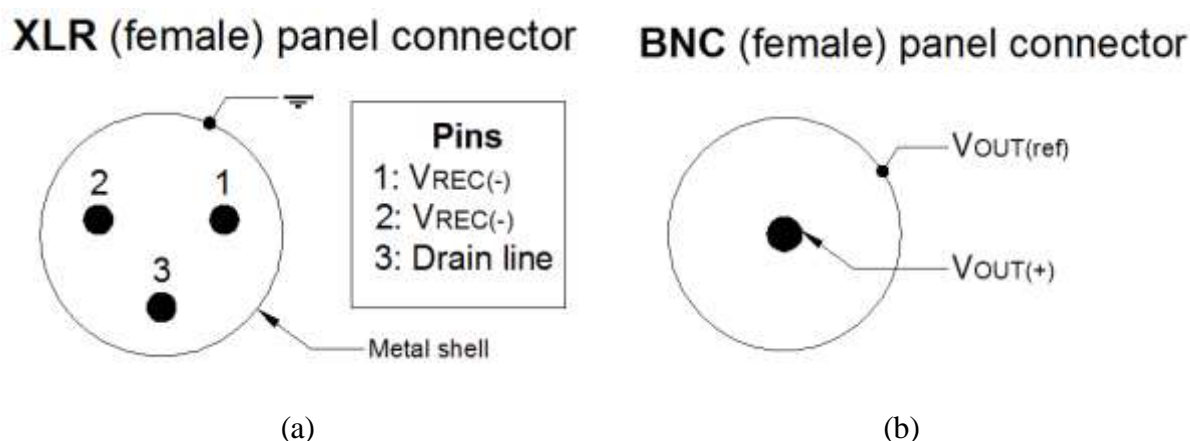 XLR (female) panel connector
2
1
3
Pins
1: VREC(-)
2: VREC(-)
3: Drain line
Metal shell
(a)
BNC (female) panel connector
VOUT(ref)
VOUT(+)
(b)